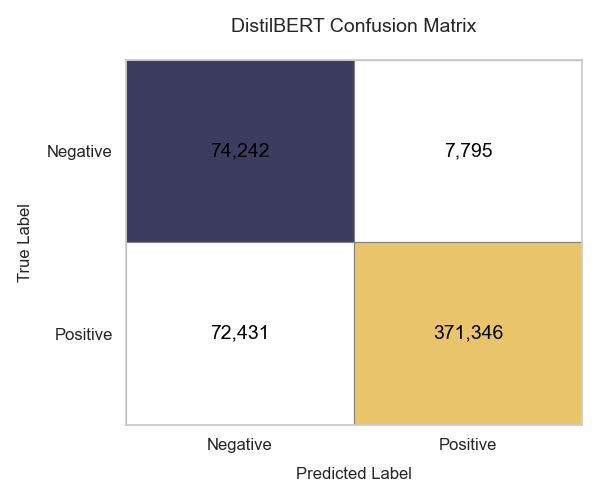 DistilBERT Confusion Matrix
True Label
Negative
74,242
7,795
Positive
72,431
371,346
Negative
Positive
Predicted Label